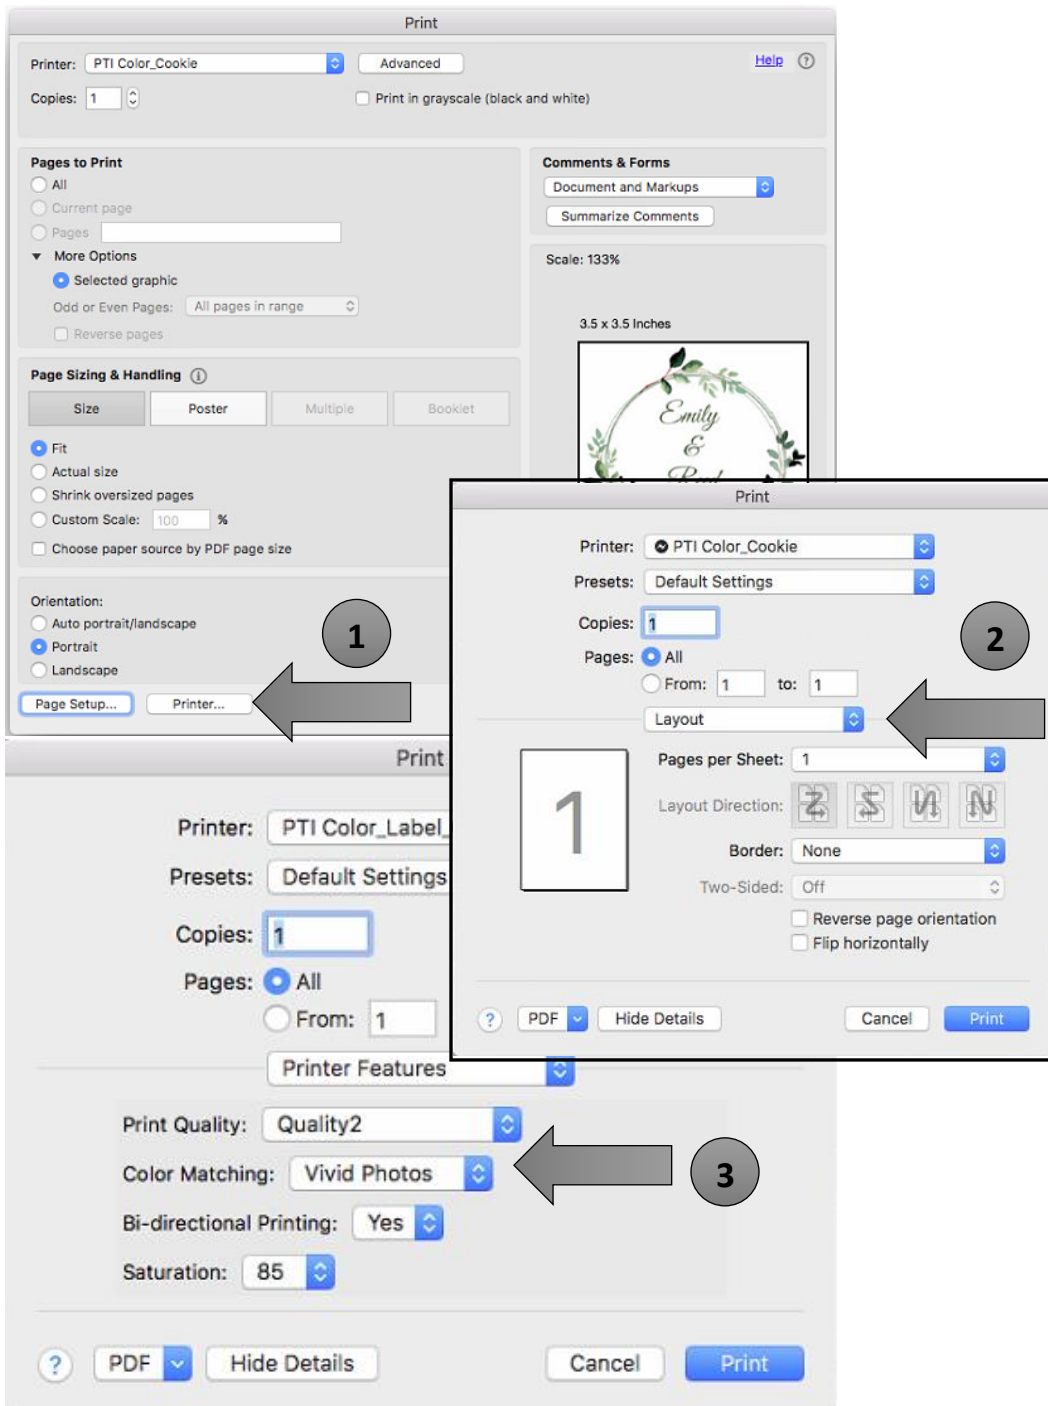 Print
Printer: PTI Color_Cookie Advanced Help ?
Copies: 1 Print in grayscale (black and white)
Pages to Print
All
Current page
Pages
More Options
Selected graphic
Odd or Even Pages: All pages in range
Reverse pages
Comments & Forms
Document and Markups
Summarize Comments
Scale: 133%
3.5 x 3.5 Inches
Emily
&
Page Sizing & Handling i
Size Poster Multiple Booklet
Fit
Actual size
Shrink oversized pages
Custom Scale: 100 %
Choose paper source by PDF page size
Orientation:
Auto portrait/landscape
Portrait
Landscape
1
Page Setup... Printer...
Print
Printer: PTI Color_Cookie
Presets: Default Settings
Copies: 1
Pages: All
From: 1 to: 1
2
Layout
Pages per Sheet: 1
Layout Direction:
Border: None
Two-Sided: Off
Reverse page orientation
Flip horizontally
1
? PDF Hide Details Cancel Print
Print
Printer: PTI Color_Label_
Presets: Default Settings
Copies: 1
Pages: All
From: 1
Printer Features
Print Quality: Quality2
Color Matching: Vivid Photos
3
Bi-directional Printing: Yes
Saturation: 85
? PDF Hide Details Cancel Print